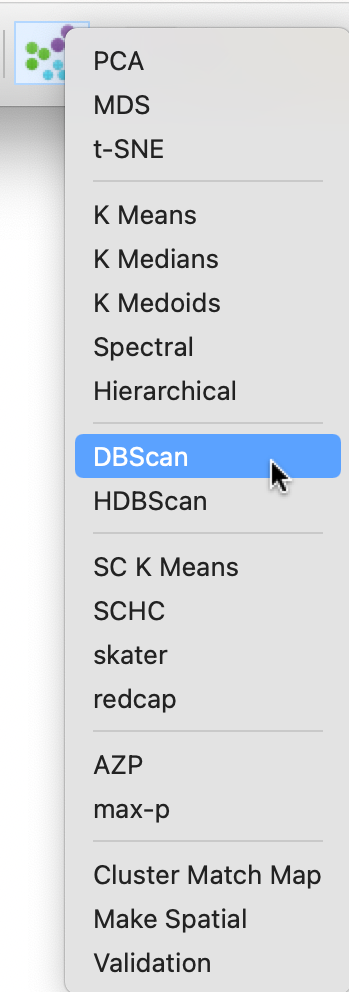 PCA
MDS
t-SNE
K Means
K Medians
K Medoids
Spectral
Hierarchical
DBScan
HDBScan
SC K Means
SCHC
skater
redcap
AZP
max-p
Cluster Match Map
Make Spatial
Validation